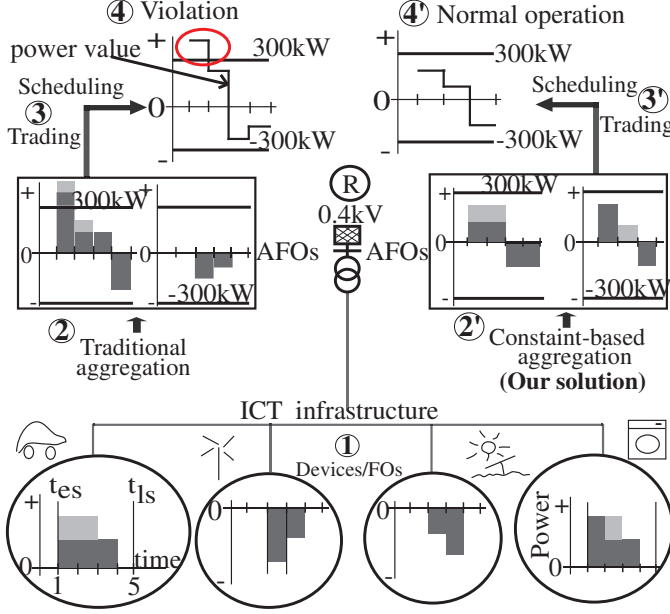 ④ Violation
④' Normal operation
+
power value
300kW
0
-300kW
-
Scheduling
③
Trading
+
300kW
0
-300kW
-
Scheduling
③'
Trading
+
300kW
+
0
-
-300kW
AFOs
R
0.4kV
AFOs
+
300kW
+
0
-
-300kW
②
Traditional
aggregation
②'
Constaint-based
aggregation
(Our solution)
ICT infrastructure
①
Devices/FOs
+
tes
tls
0
time
1
5
0
-
0
-
Power
+
0